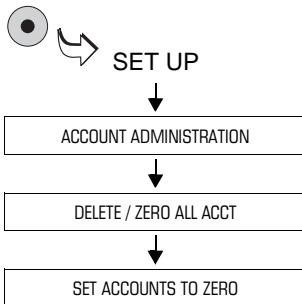 SET UP
ACCOUNT ADMINISTRATION
DELETE / ZERO ALL ACCT
SET ACCOUNTS TO ZERO